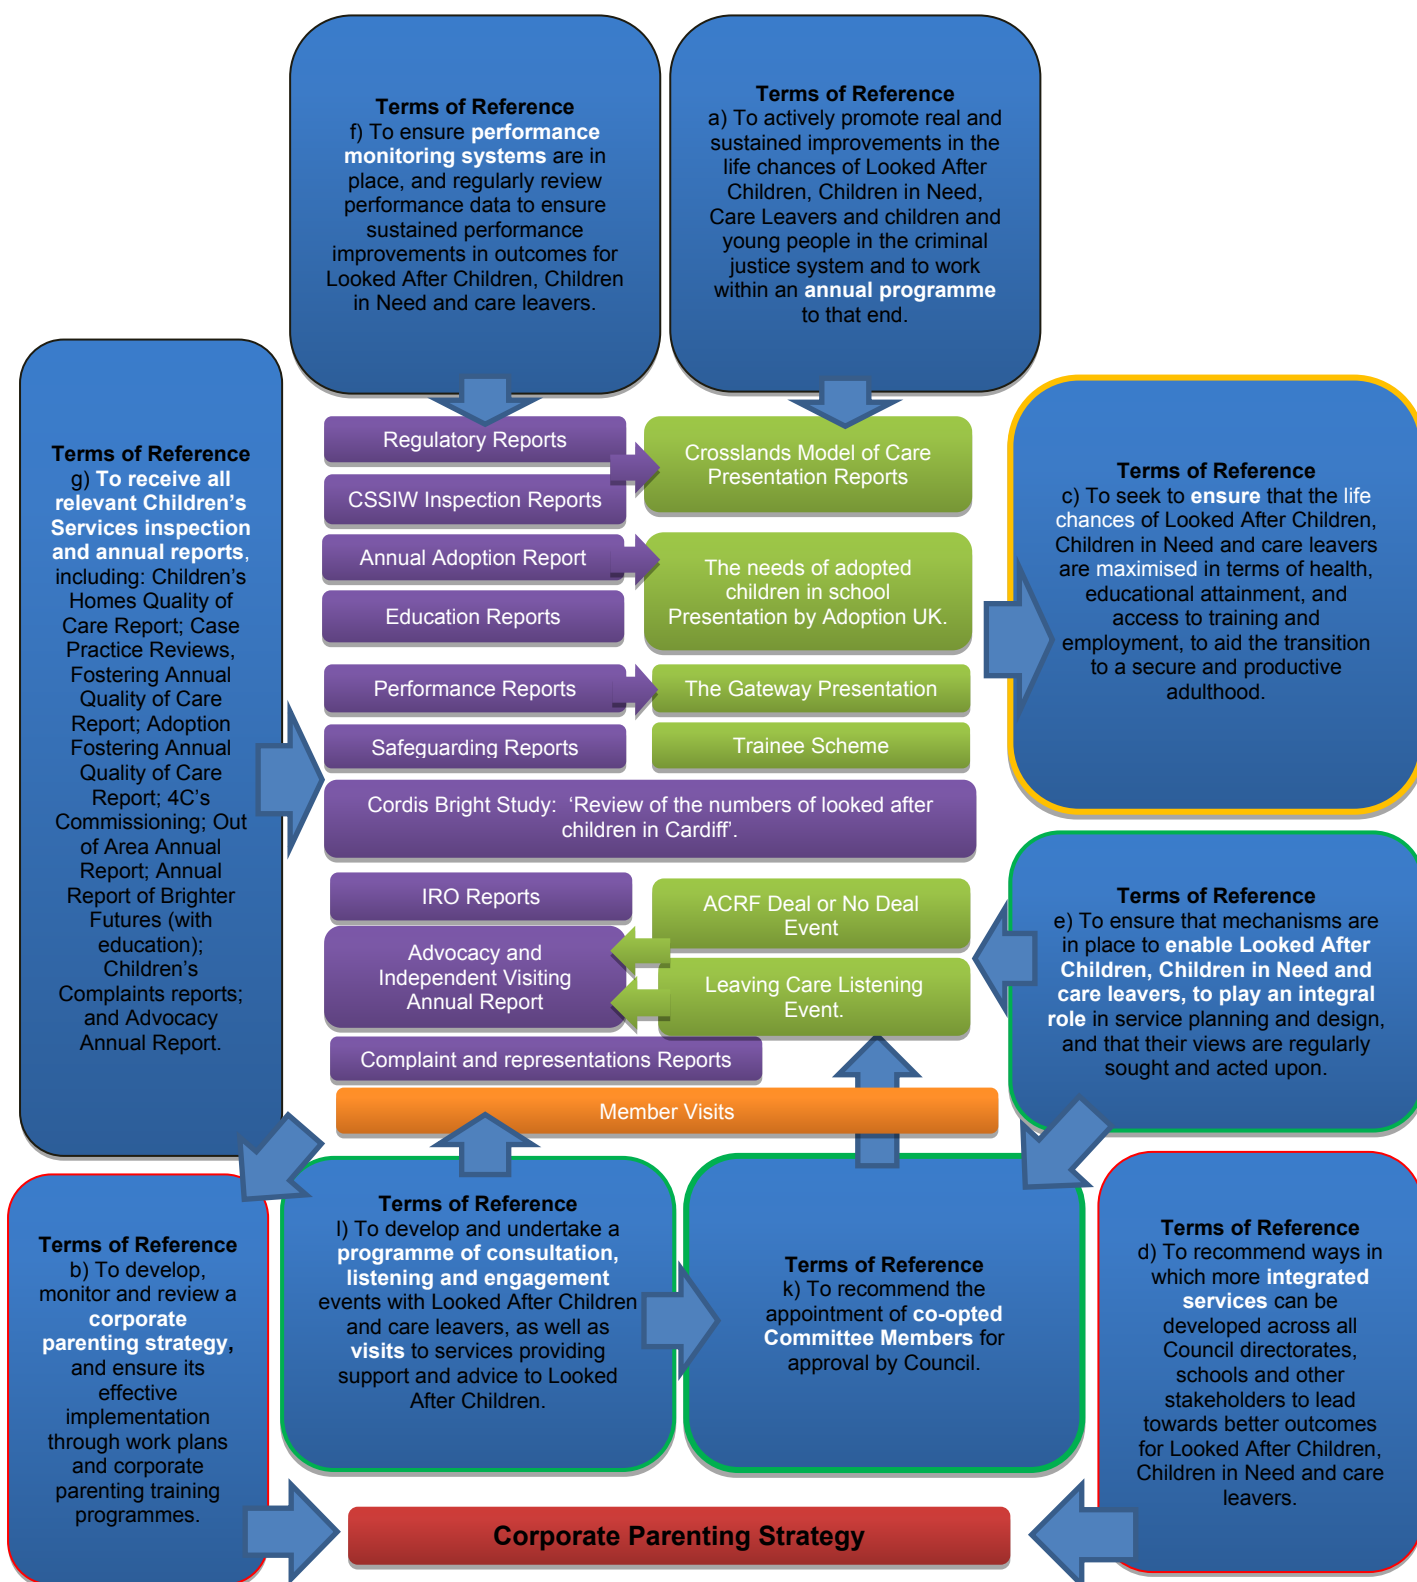 Terms of Reference
f) To ensure performance
monitoring systems are in
place, and regularly review
performance data to ensure
sustained performance
improvements in outcomes for
Looked After Children, Children
in Need and care leavers.
Terms of Reference
a) To actively promote real and
sustained improvements in the
life chances of Looked After
Children, Children in Need,
Care Leavers and children and
young people in the criminal
justice system and to work
within an annual programme
to that end.
Terms of Reference
g) To receive all
relevant Children's
Services inspection
and annual reports,
including: Children's
Homes Quality of
Care Report; Case
Practice Reviews,
Fostering Annual
Quality of Care
Report; Adoption
Fostering Annual
Quality of Care
Report; 4C's
Commissioning; Out
of Area Annual
Report; Annual
Report of Brighter
Futures (with
education);
Children's
Complaints reports;
and Advocacy
Annual Report.
Regulatory Reports
CSSIW Inspection Reports
Annual Adoption Report
Education Reports
Performance Reports
Safeguarding Reports
Crosslands Model of Care
Presentation Reports
The needs of adopted
children in school
Presentation by Adoption UK.
The Gateway Presentation
Trainee Scheme
Cordis Bright Study:  'Review of the numbers of looked after
children in Cardiff'.
IRO Reports
Advocacy and
Independent Visiting
Annual Report
Complaint and representations Reports
ACRF Deal or No Deal
Event
Leaving Care Listening
Event.
Member Visits
Terms of Reference
c) To seek to ensure that the life
chances of Looked After Children,
Children in Need and care leavers
are maximised in terms of health,
educational attainment, and
access to training and
employment, to aid the transition
to a secure and productive
adulthood.
Terms of Reference
e) To ensure that mechanisms are
in place to enable Looked After
Children, Children in Need and
care leavers, to play an integral
role in service planning and design,
and that their views are regularly
sought and acted upon.
Terms of Reference
b) To develop,
monitor and review a
corporate
parenting strategy,
and ensure its
effective
implementation
through work plans
and corporate
parenting training
programmes.
Terms of Reference
l) To develop and undertake a
programme of consultation,
listening and engagement
events with Looked After Children
and care leavers, as well as
visits to services providing
support and advice to Looked
After Children.
Terms of Reference
k) To recommend the
appointment of co-opted
Committee Members for
approval by Council.
Terms of Reference
d) To recommend ways in
which more integrated
services can be
developed across all
Council directorates,
schools and other
stakeholders to lead
towards better outcomes
for Looked After Children,
Children in Need and care
leavers.
Corporate Parenting Strategy